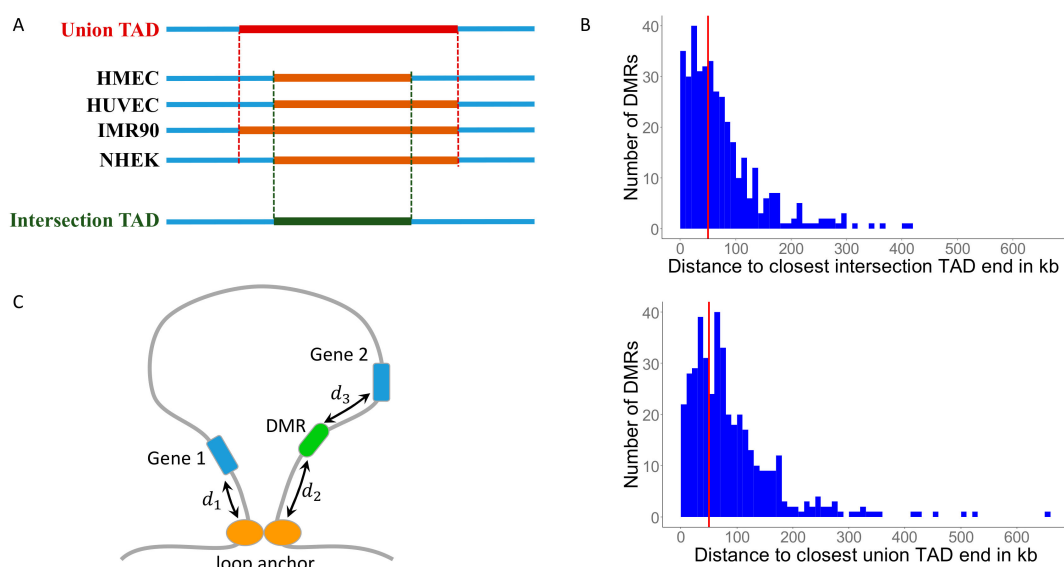 A
Union TAD
HMEC
HUVEC
IMR90
NHEK
Intersection TAD
B
Number of DMRs
40
30
20
10
0
0 100 200 300 400 500 600
Distance to closest intersection TAD end in kb
Number of DMRs
40
30
20
10
0
0 100 200 300 400 500 600
Distance to closest union TAD end in kb
C
Gene 2
d3
DMR
Gene 1
d1
d2
loop anchor